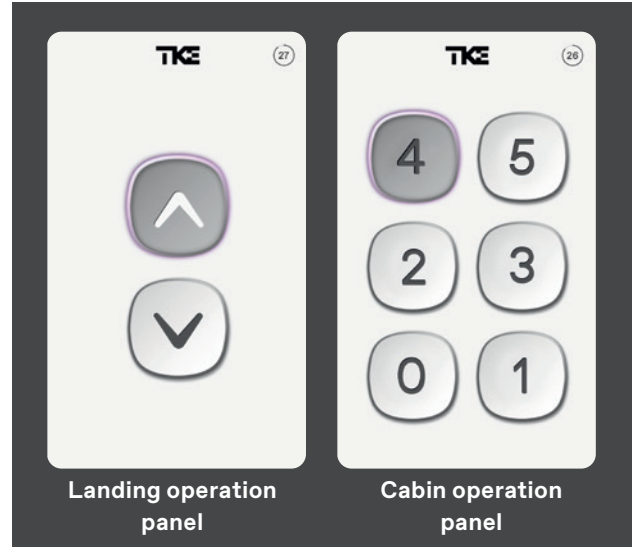 TKE
27
TKE
26
4 5
2 3
0 1
Landing operation
panel
Cabin operation
panel